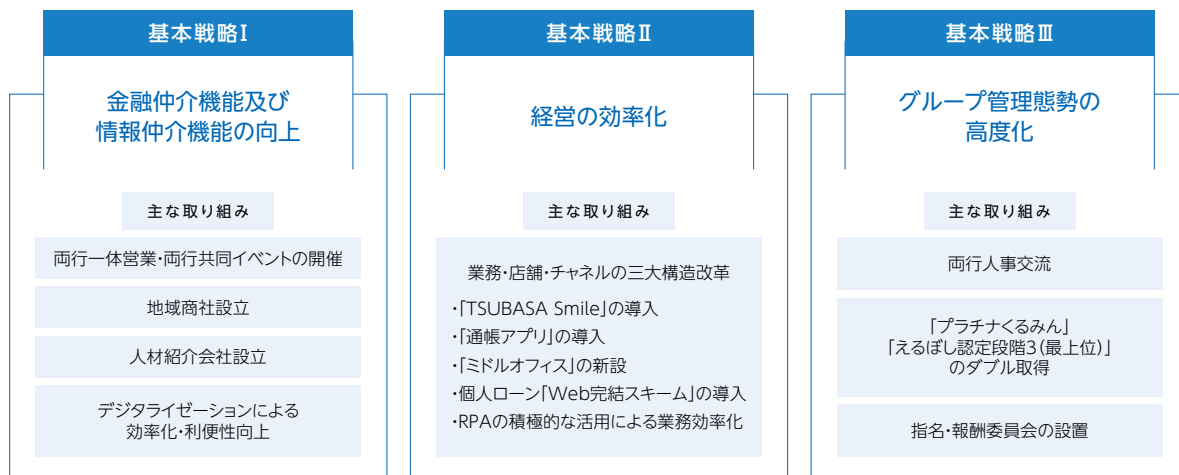 基本戦略Ⅰ
金融仲介機能及び
情報仲介機能の向上
主な取り組み
両行一体営業・両行共同イベントの開催
地域商社設立
人材紹介会社設立
デジタライゼーションによる
効率化・利便性向上
基本戦略Ⅱ
経営の効率化
主な取り組み
業務・店舗・チャネルの三大構造改革
・「TSUBASA Smile」の導入
・「通帳アプリ」の導入
・「ミドルオフィス」の新設
・個人ローン「Web完結スキーム」の導入
・RPAの積極的な活用による業務効率化
基本戦略Ⅲ
グループ管理態勢の
高度化
主な取り組み
両行人事交流
「プラチナくるみん」
「えるぼし認定段階3(最上位)」
のダブル取得
指名・報酬委員会の設置